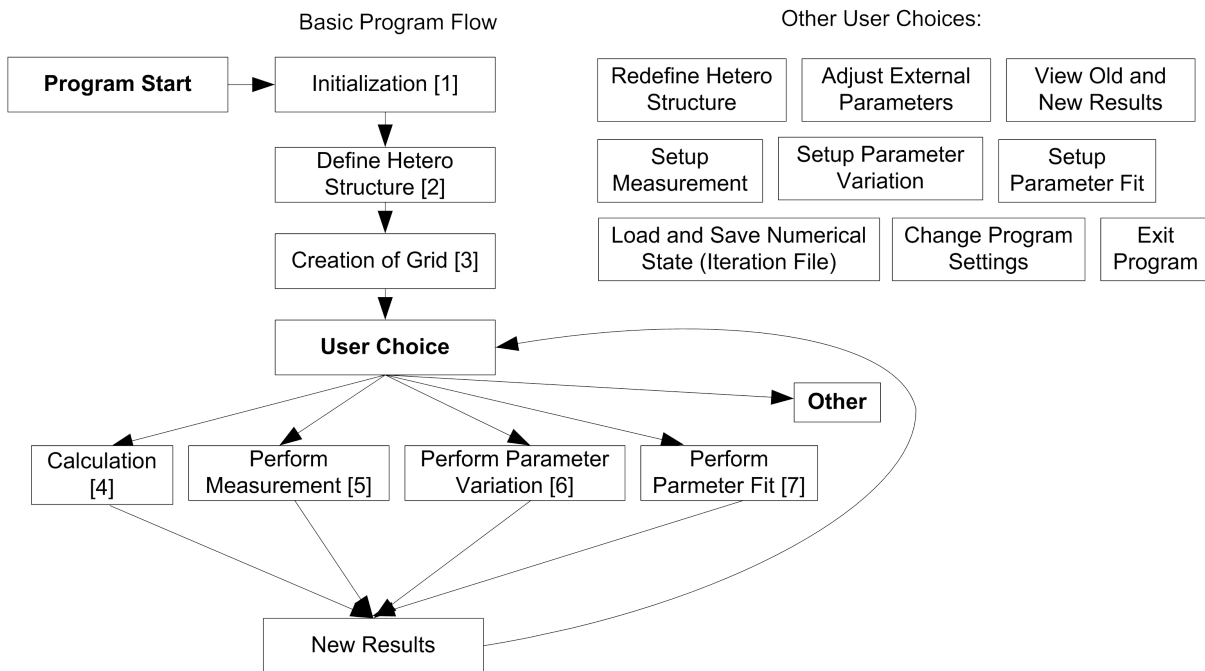 Basic Program Flow
Program Start
Initialization [1]
Define Hetero
Structure [2]
Creation of Grid [3]
User Choice
Other
Calculation
[4]
Perform
Measurement [5]
Perform Parameter
Variation [6]
Perform
Parmeter Fit [7]
New Results
Other User Choices:
Redefine Hetero
Structure
Adjust External
Parameters
View Old and
New Results
Setup
Measurement
Setup Parameter
Variation
Setup
Parameter Fit
Load and Save Numerical
State (Iteration File)
Change Program
Settings
Exit
Program